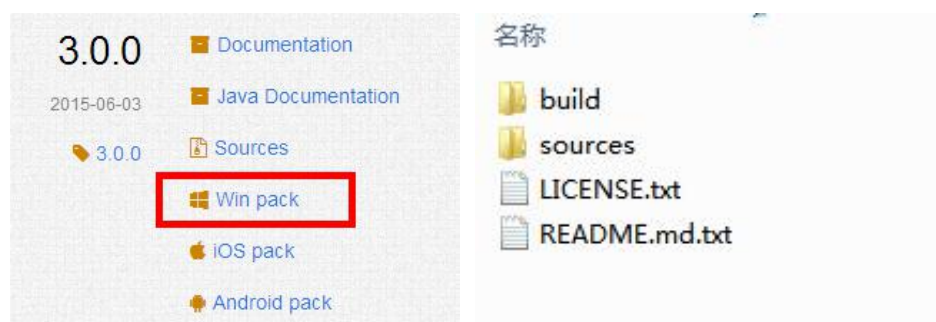 3.0.0
2015-06-03
3.0.0
Documentation
Java Documentation
Sources
Win pack
iOS pack
Android pack
名称
build
sources
LICENSE.txt
README.md.txt